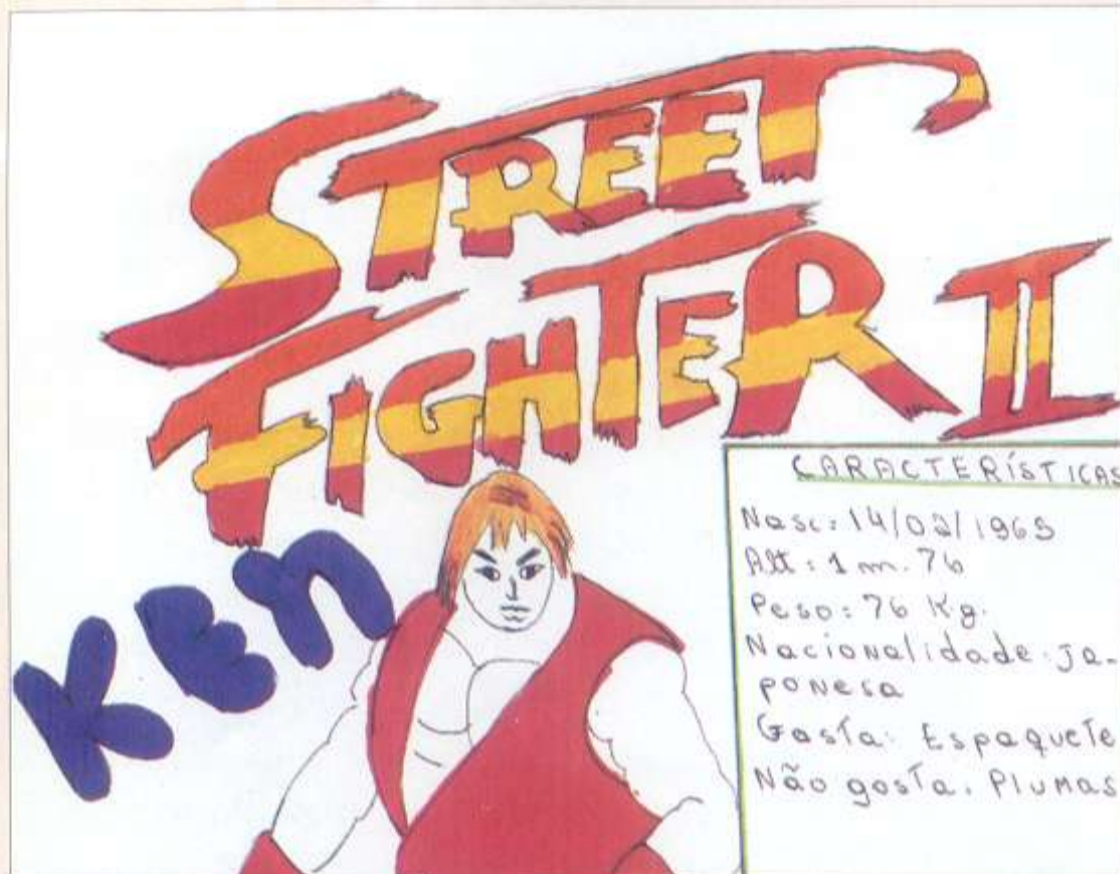 STREET
FIGHTER II
KEN
CARACTERÍSTICAS
Nasc: 14/02/1965
Alt: 1 m. 76
Peso: 76 Kg.
Nacionalidade: ja-
ponesa
Gosta: Espaquete
Não gosta. Plumas